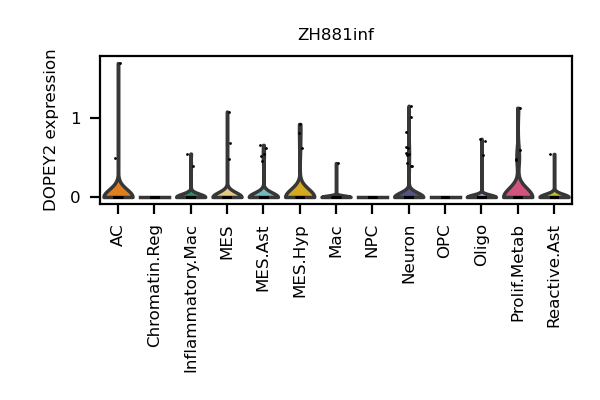 ZH881inf
DOPEY2 expression
1
0
AC
Chromatin.Reg
Inflammatory.Mac
MES
MES.Ast
MES.Hyp
Mac
NPC
Neuron
OPC
Oligo
Prolif.Metab
Reactive.Ast